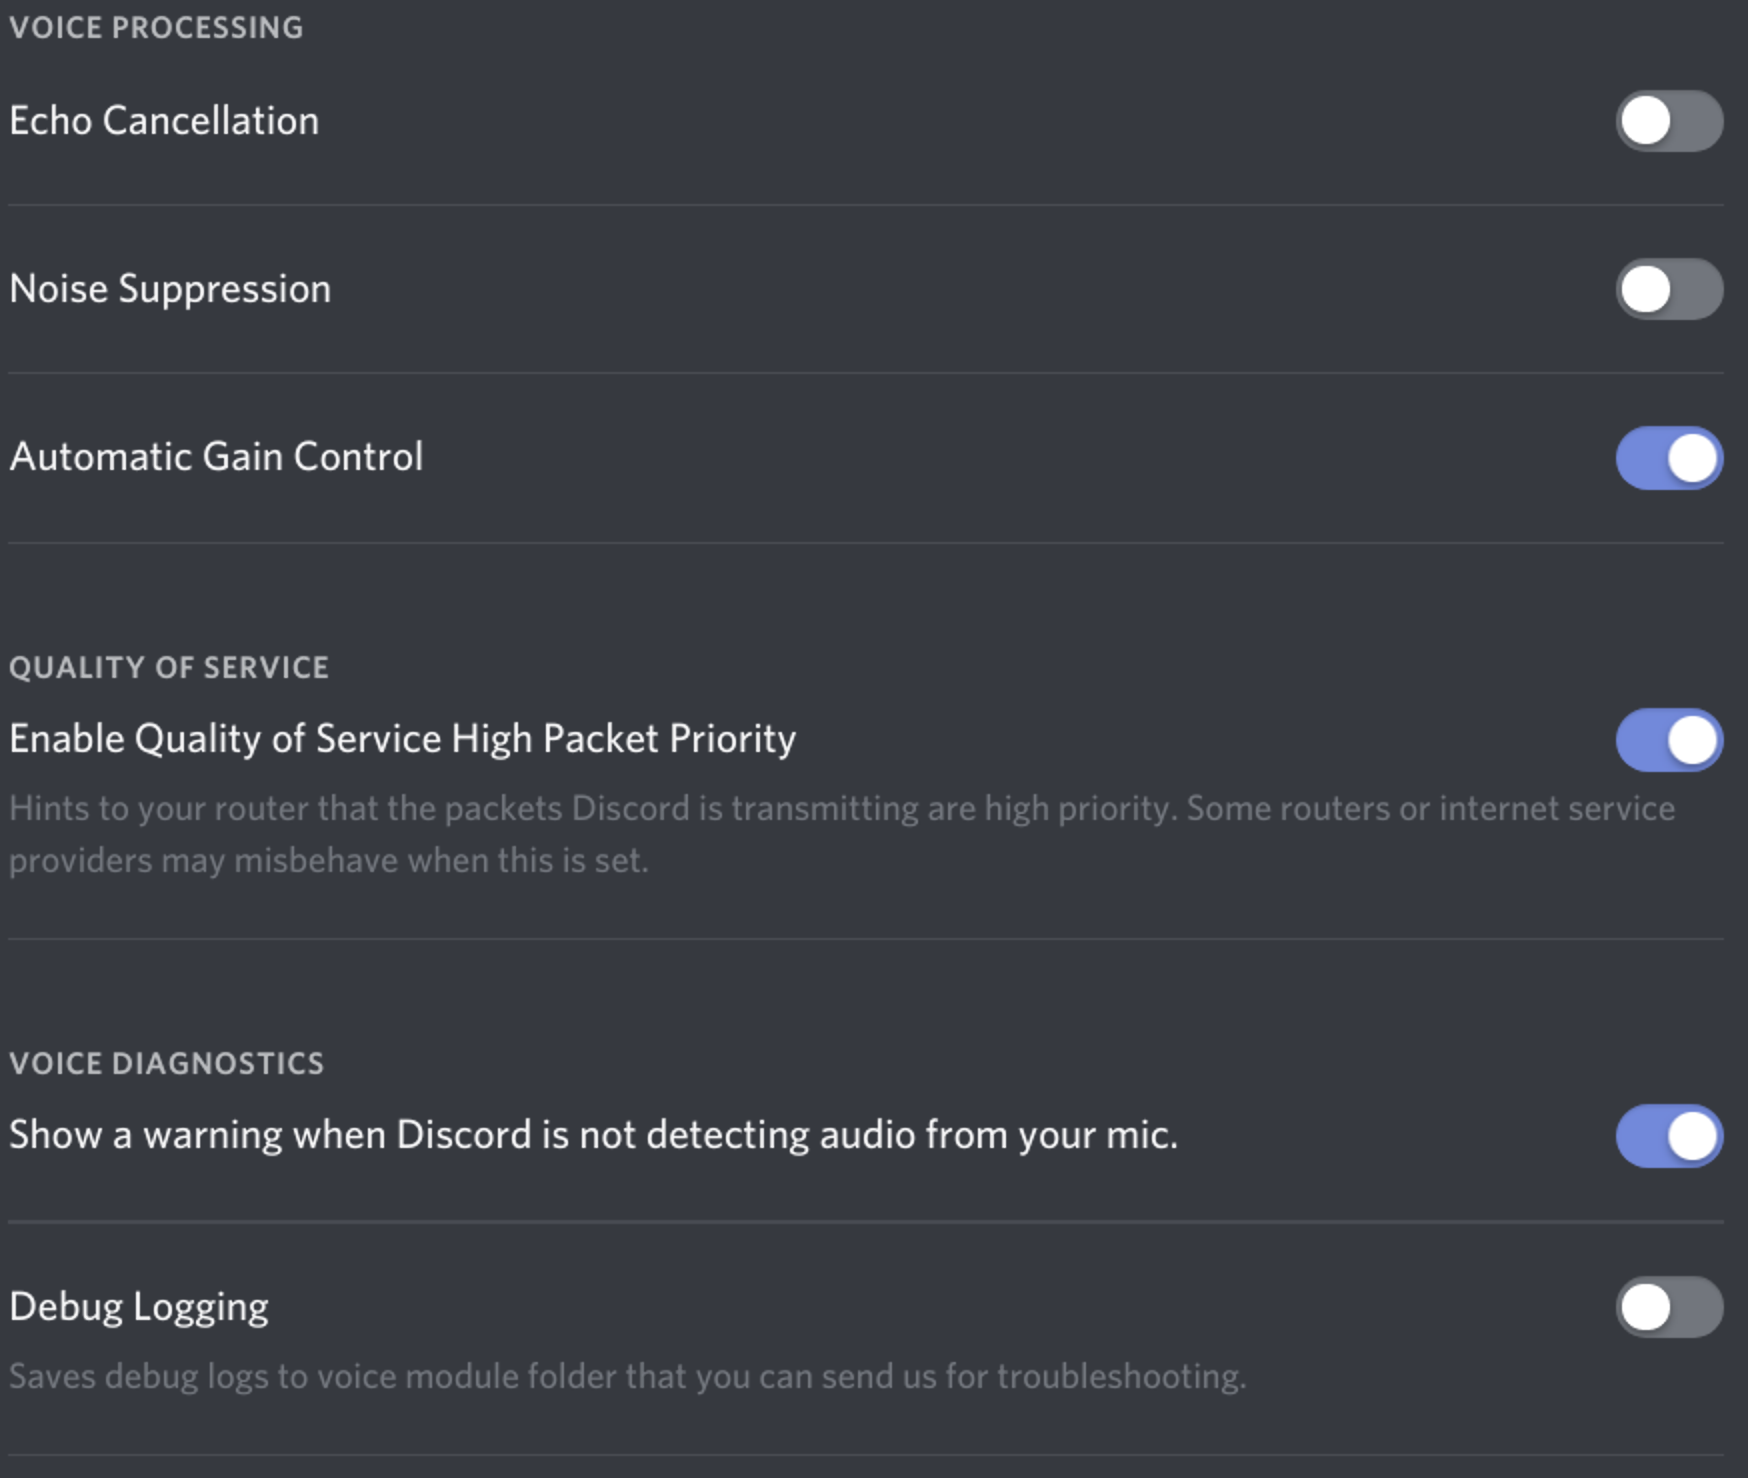 VOICE PROCESSING
Echo Cancellation
Noise Suppression
Automatic Gain Control
QUALITY OF SERVICE
Enable Quality of Service High Packet Priority
Hints to your router that the packets Discord is transmitting are high priority. Some routers or internet service
providers may misbehave when this is set.
VOICE DIAGNOSTICS
Show a warning when Discord is not detecting audio from your mic.
Debug Logging
Saves debug logs to voice module folder that you can send us for troubleshooting.